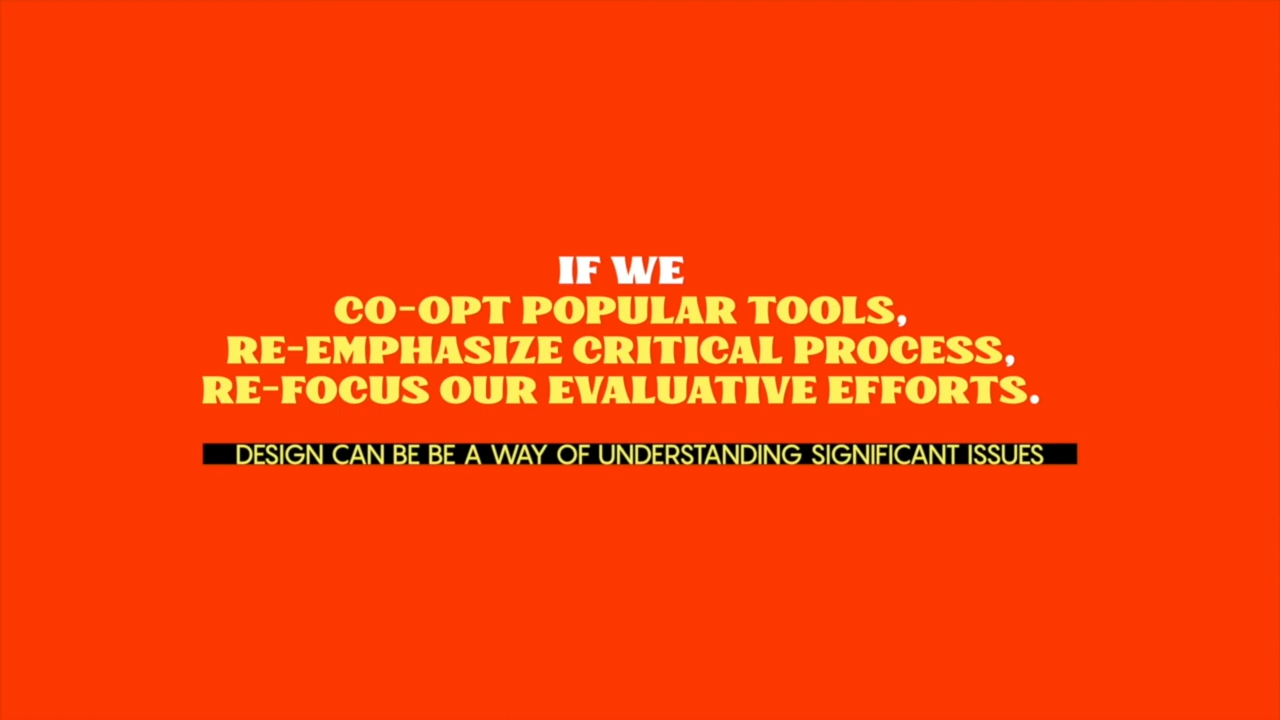 IF WE
CO-OPT POPULAR TOOLS,
RE-EMPHASIZE CRITICAL PROCESS,
RE-FOCUS OUR EVALUATIVE EFFORTS.
DESIGN CAN BE BE A WAY OF UNDERSTANDING SIGNIFICANT ISSUES